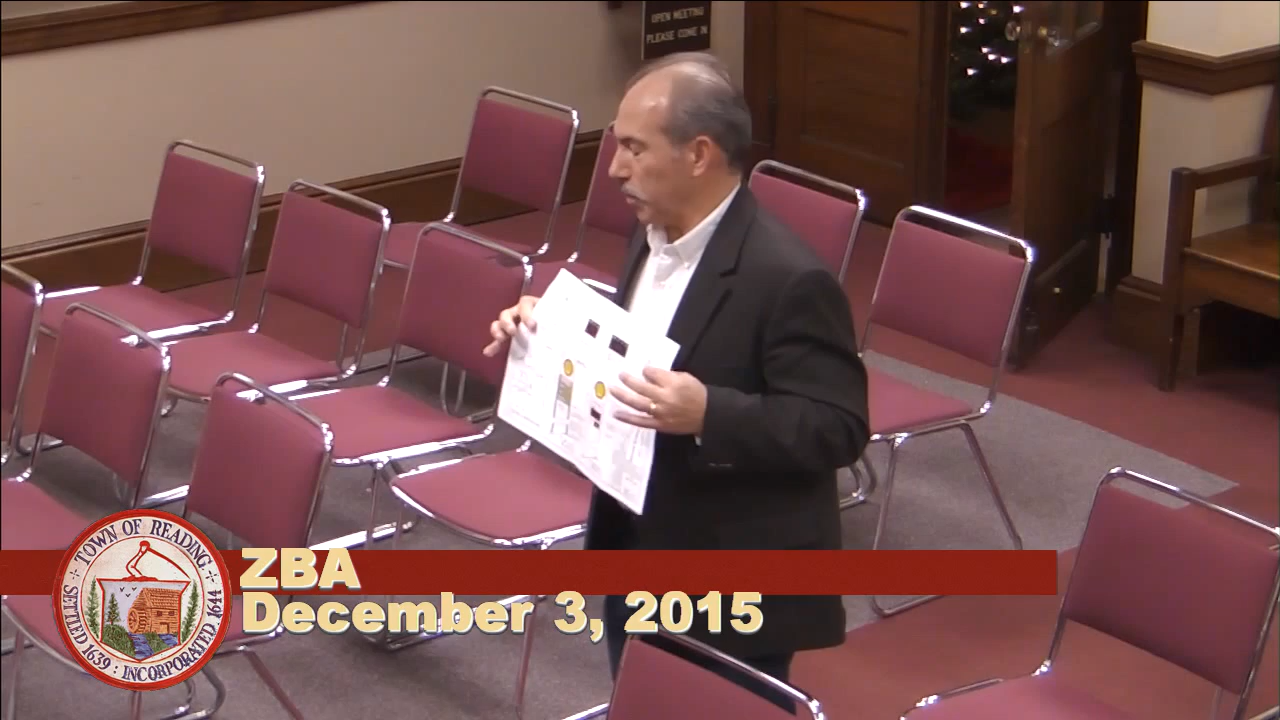 OPEN MEETING
PLEASE COME IN
ZBA
December 3, 2015
TOWN OF READING
SETTLED 1639 : INCORPORATED 1644